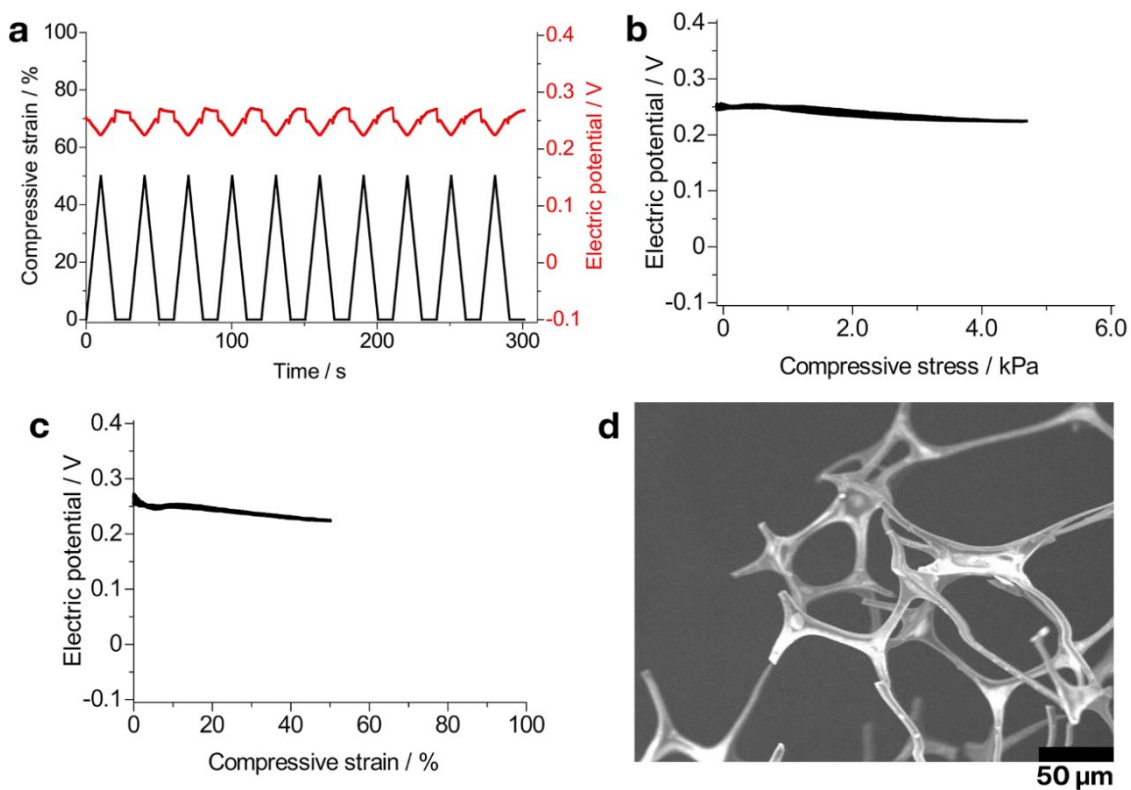 a
100
80
60
40
20
0
Compressive strain / %
0.4
0.3
0.2
0.1
0
-0.1
Electric potential / V
0 100 200 300
Time / s
b
0.4
0.3
0.2
0.1
0
-0.1
Electric potential / V
0 2.0 4.0 6.0
Compressive stress / kPa
c
0.4
0.3
0.2
0.1
0
-0.1
Electric potential / V
0 20 40 60 80 100
Compressive strain / %
d
50 µm